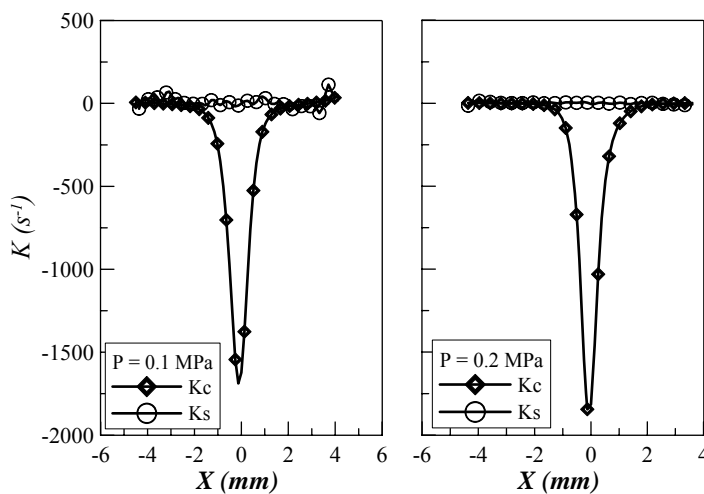 500
0
-500
-1000
-1500
-2000
K (s-1)
P = 0.1 MPa
Kc
Ks
-6 -4 -2 0 2 4 6
X (mm)
P = 0.2 MPa
Kc
Ks
-6 -4 -2 0 2 4
X (mm)